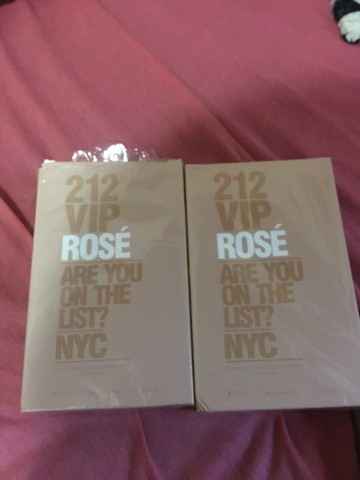 212
VIP
ROSÉ
ARE YOU
ON THE
LIST?
NYC
212
VIP
ROSÉ
ARE YOU
ON THE
LIST?
NYC